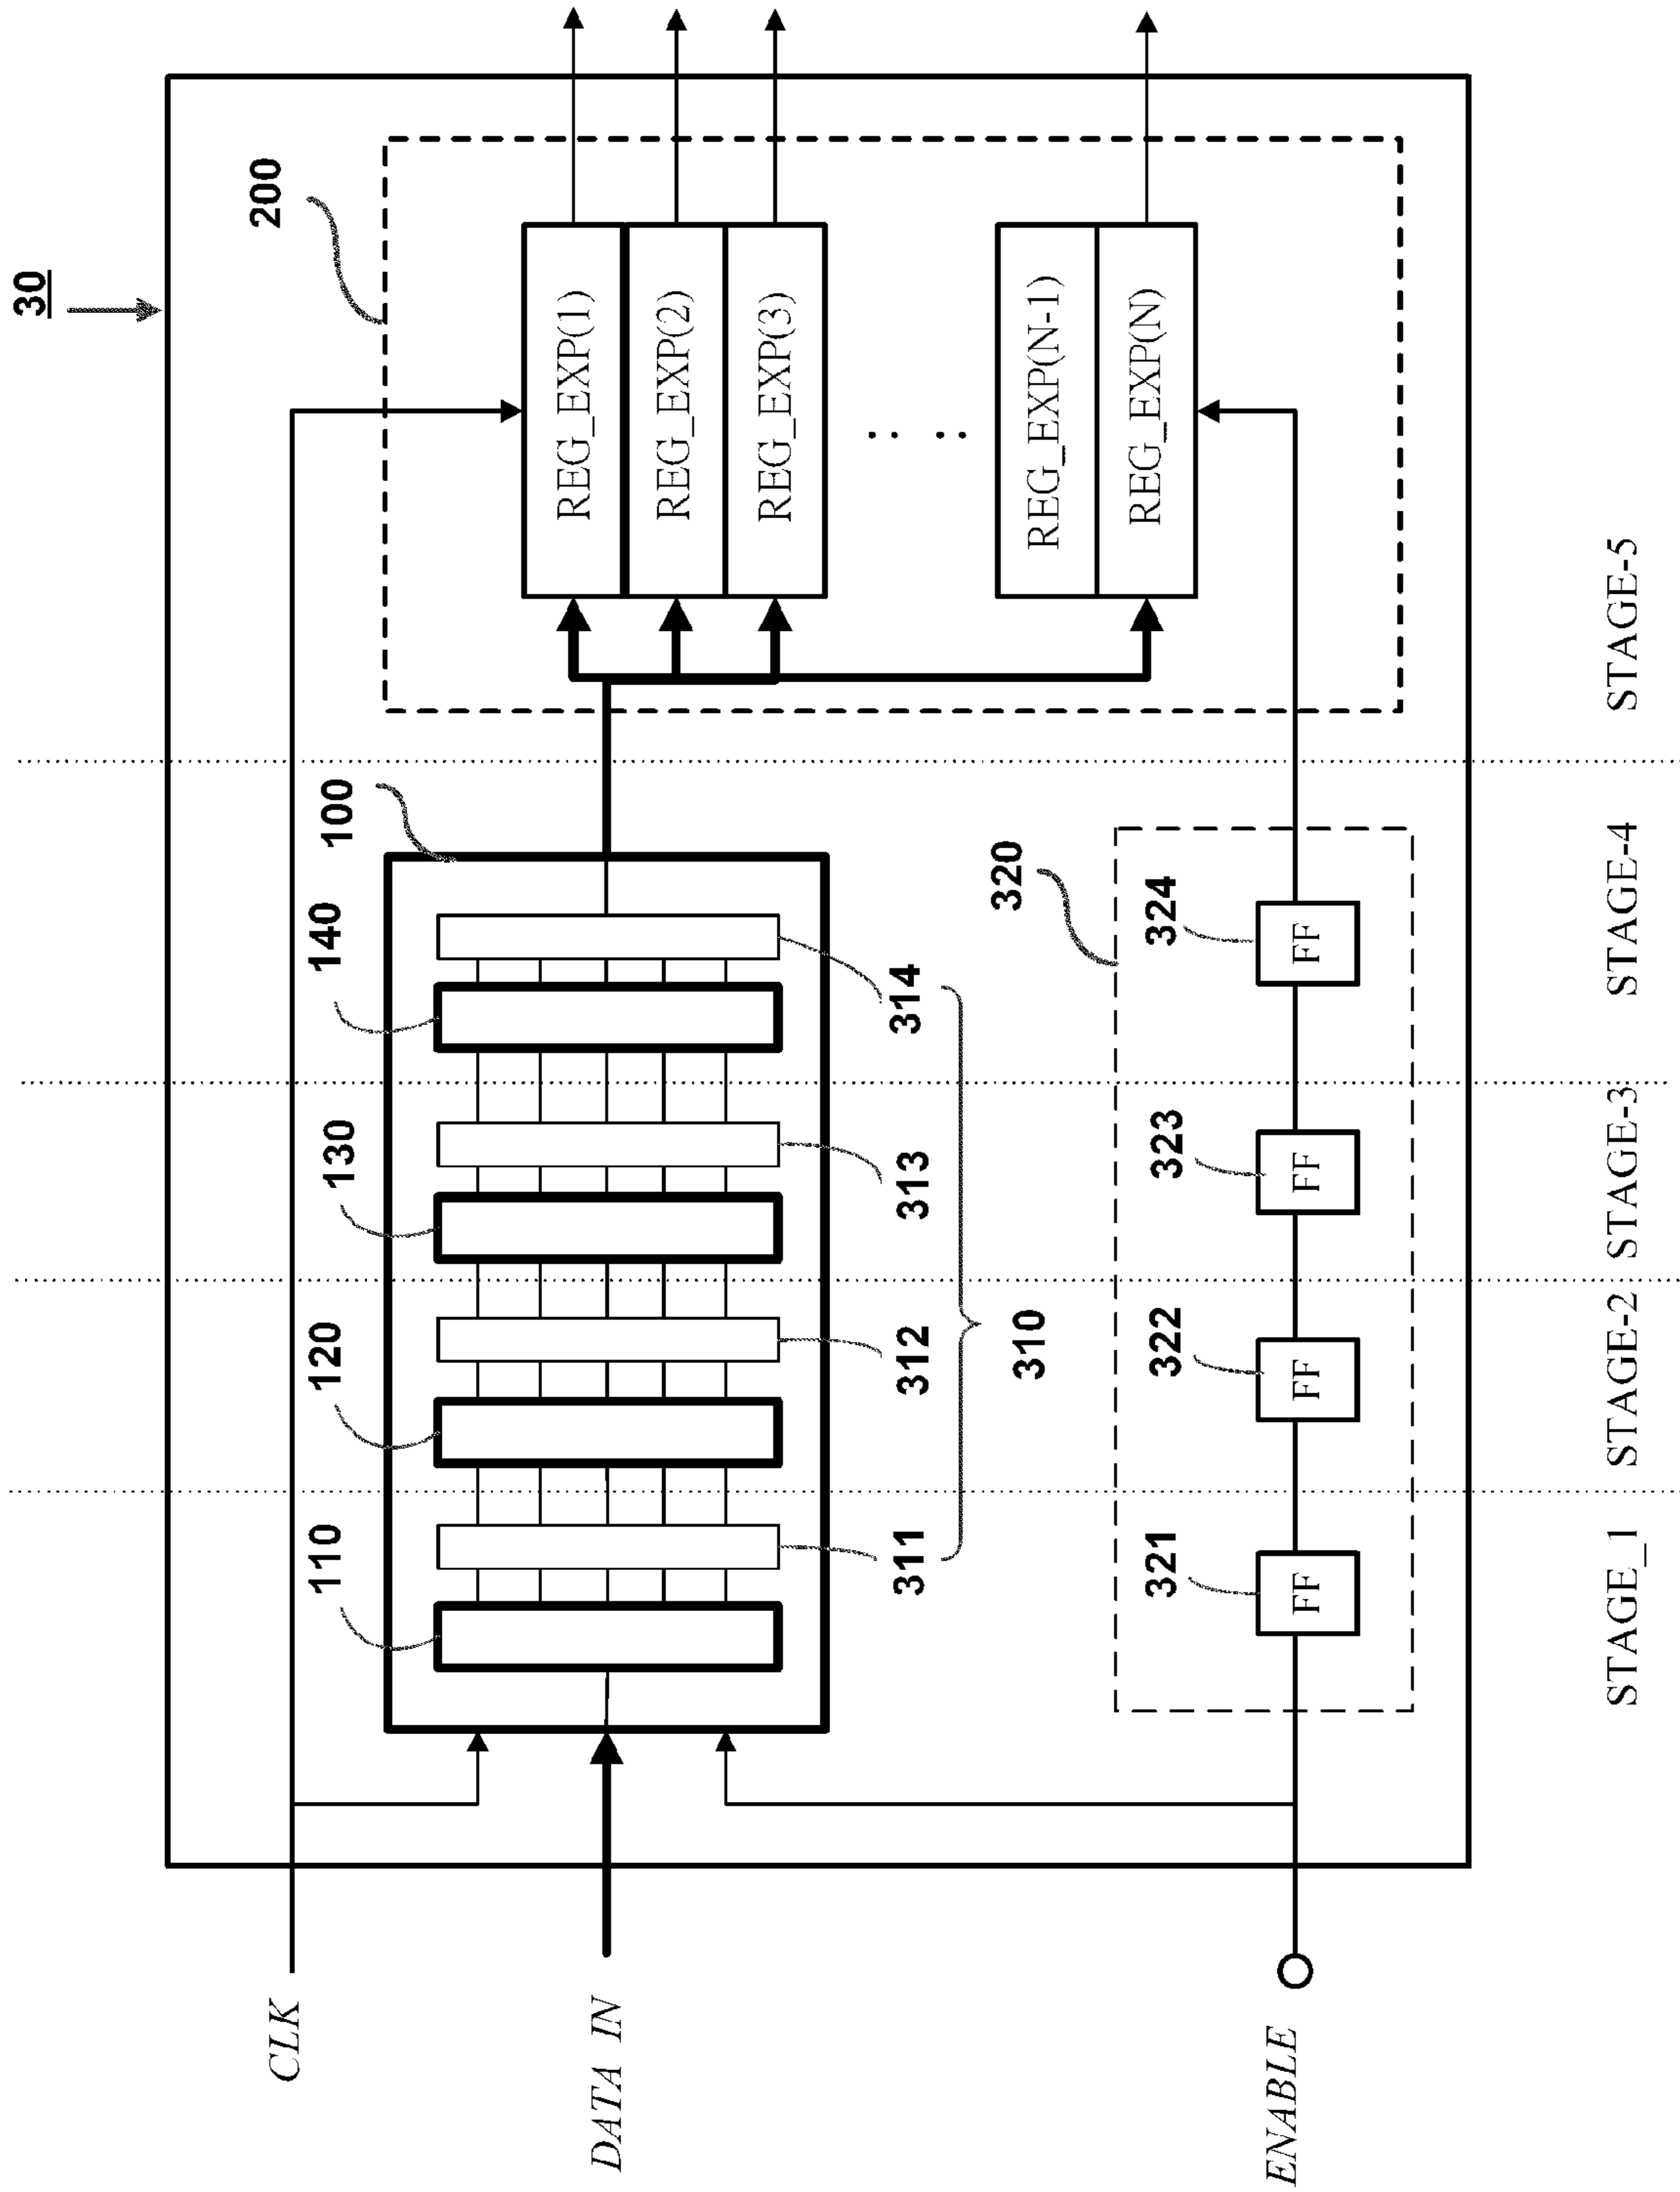 30
200
REG_EXP(1)
REG_EXP(2)
REG_EXP(3)
REG_EXP(N-1)
REG_EXP(N)
100
110
120
130
140
311
312
313
314
310
320
321
322
323
324
FF
FF
FF
FF
CLK
DATA IN
ENABLE
STAGE_1
STAGE-2
STAGE-3
STAGE-4
STAGE-5